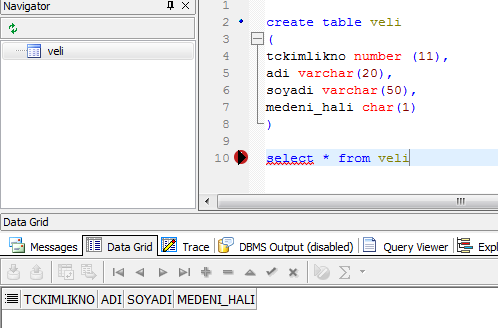 Navigator
veli
1
2 create table veli
3 (
4 tckimlikno number (11),
5 adi varchar(20),
6 soyadi varchar(50),
7 medeni_hali char(1)
8 )
9
10 select * from veli
Data Grid
Messages Data Grid Trace DBMS Output (disabled) Query Viewer Expl
TCKIMLIKNO ADI SOYADI MEDENI_HALI